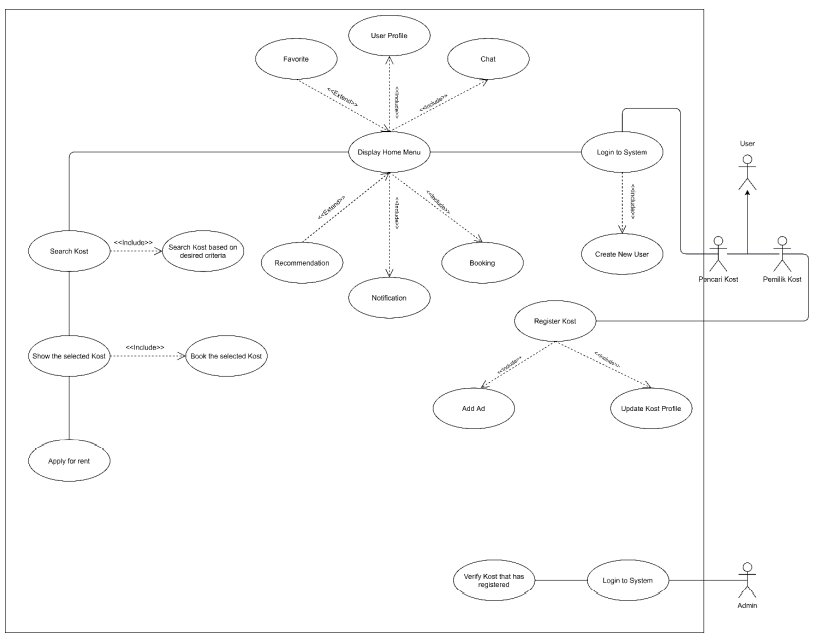 User Profile
Favorite
Chat
<<Extend>>
<<Include>>
<<Include>>
Display Home Menu
Login to System
User
<<Extend>>
<<Include>>
<<Include>>
<<Include>>
Search Kost
<<Include>>
Search Kost based on
desired criteria
Recommendation
Booking
Create New User
Notification
Pencari Kost
Pemilik Kost
Register Kost
Show the selected Kost
<<Include>>
Book the selected Kost
<<Include>>
<<Include>>
Add Ad
Update Kost Profile
Apply for rent
Verify Kost that has
registered
Login to System
Admin